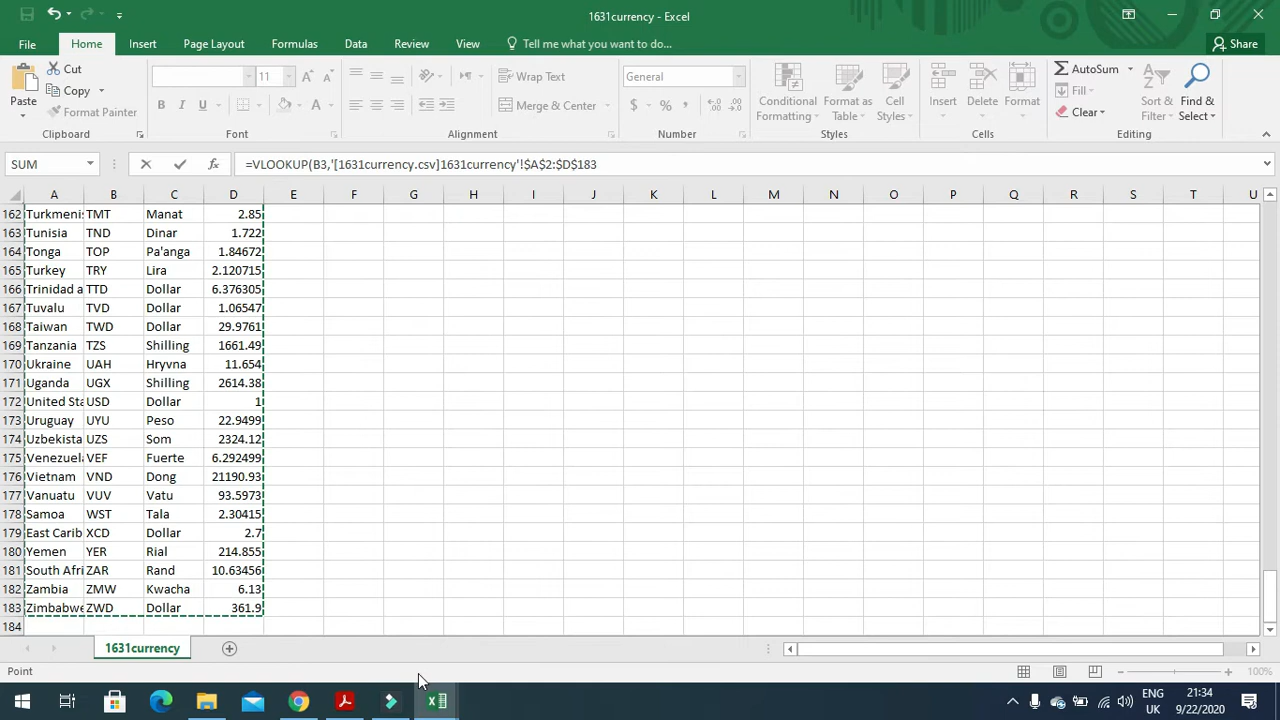 1631currency - Excel
File Home Insert Page Layout Formulas Data Review View Tell me what you want to do... Share
Paste
Cut
Copy
Format Painter
Clipboard
11
B I U
Font
Wrap Text
Merge & Center
Alignment
General
$ % ,
Number
Conditional Formatting
Format as Table
Cell Styles
Styles
Insert
Delete
Format
Cells
AutoSum
Fill
Clear
Sort & Filter
Find & Select
Editing
SUM =VLOOKUP(B3,'[1631currency.csv]1631currency'!$A$2:$D$183
A B C D E F G H I J K L M N O P Q R S T U
162 Turkmenis TMT Manat 2.85
163 Tunisia TND Dinar 1.722
164 Tonga TOP Pa'anga 1.84672
165 Turkey TRY Lira 2.120715
166 Trinidad a TTD Dollar 6.376305
167 Tuvalu TVD Dollar 1.06547
168 Taiwan TWD Dollar 29.9761
169 Tanzania TZS Shilling 1661.49
170 Ukraine UAH Hryvna 11.654
171 Uganda UGX Shilling 2614.38
172 United Sta USD Dollar 1
173 Uruguay UYU Peso 22.9499
174 Uzbekista UZS Som 2324.12
175 Venezuela VEF Fuerte 6.292499
176 Vietnam VND Dong 21190.93
177 Vanuatu VUV Vatu 93.5973
178 Samoa WST Tala 2.30415
179 East Carib XCD Dollar 2.7
180 Yemen YER Rial 214.855
181 South Afri ZAR Rand 10.63456
182 Zambia ZMW Kwacha 6.13
183 Zimbabwe ZWD Dollar 361.9
184
1631currency
Point 100%
ENG 21:34
UK 9/22/2020